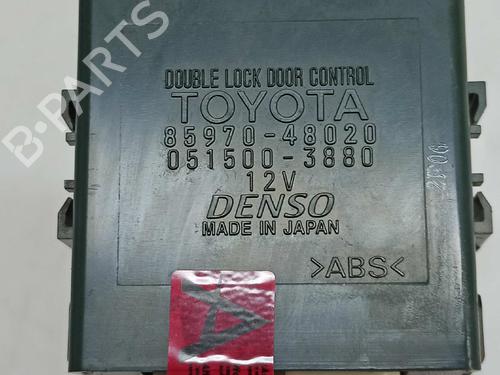 DOUBLE LOCK DOOR CONTROL
TOYOTA
85970-48020
051500-3880
12V
DENSO
MADE IN JAPAN
>ABS<
B-PARTS